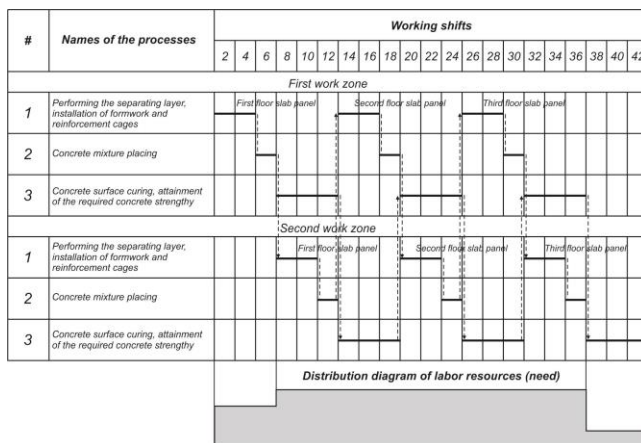 #
Names of the processes
Working shifts
2 4 6 8 10 12 14 16 18 20 22 24 26 28 30 32 34 36 38 40 42
First work zone
1
Performing the separating layer,
installation of formwork and
reinforcement cages
First floor slab panel
Second floor slab panel
Third floor slab panel
2
Concrete mixture placing
3
Concrete surface curing, attainment
of the required concrete strengthy
Second work zone
1
Performing the separating layer,
installation of formwork and
reinforcement cages
First floor slab panel
Second floor slab panel
Third floor slab panel
2
Concrete mixture placing
3
Concrete surface curing, attainment
of the required concrete strengthy
Distribution diagram of labor resources (need)